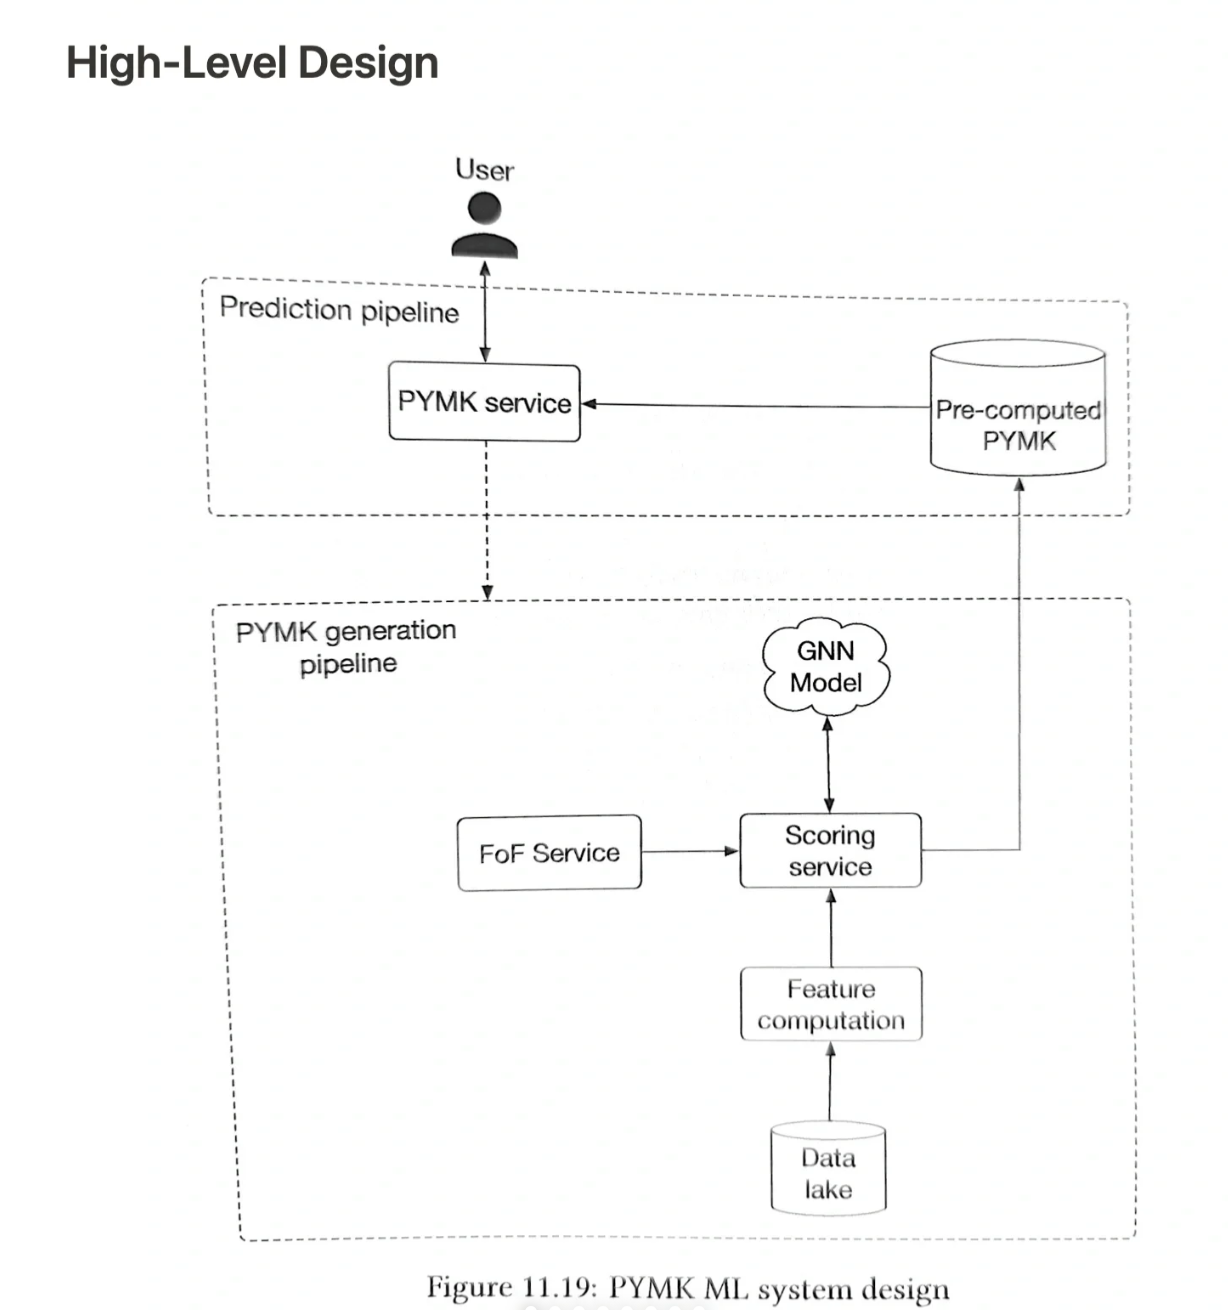 High-Level Design
User
Prediction pipeline
PYMK service
Pre-computed
PYMK
PYMK generation
pipeline
GNN
Model
FoF Service
Scoring
service
Feature
computation
Data
lake
Figure 11.19: PYMK ML system design